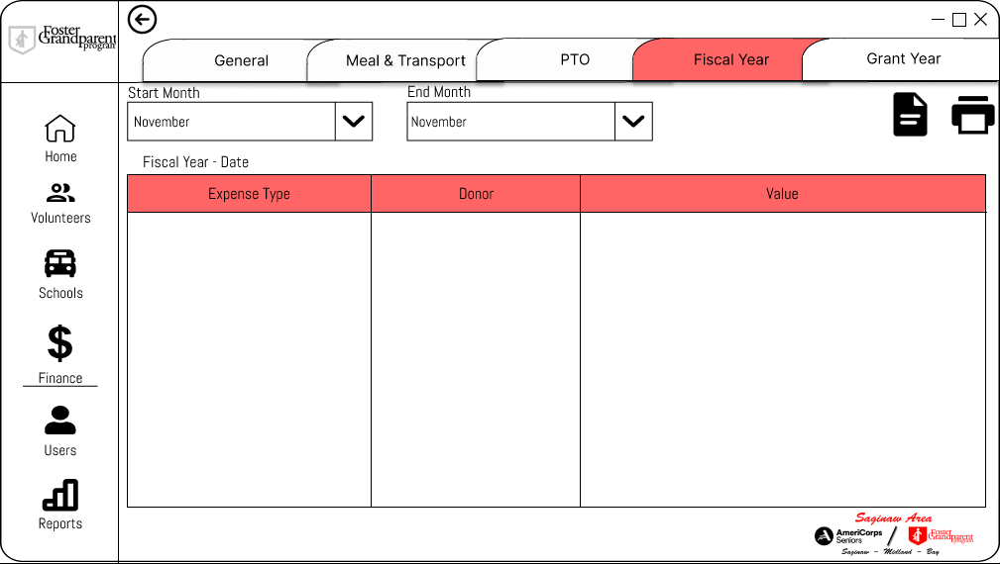 Foster
Grandparent
program
General
Meal & Transport
PTO
Fiscal Year
Grant Year
Start Month
End Month
November
November
Fiscal Year - Date
Expense Type
Donor
Value
Home
Volunteers
Schools
$
Finance
Users
Reports
Saginaw Area
AmeriCorps
Seniors
/
Foster
Grandparent
program
Saginaw - Midland - Bay